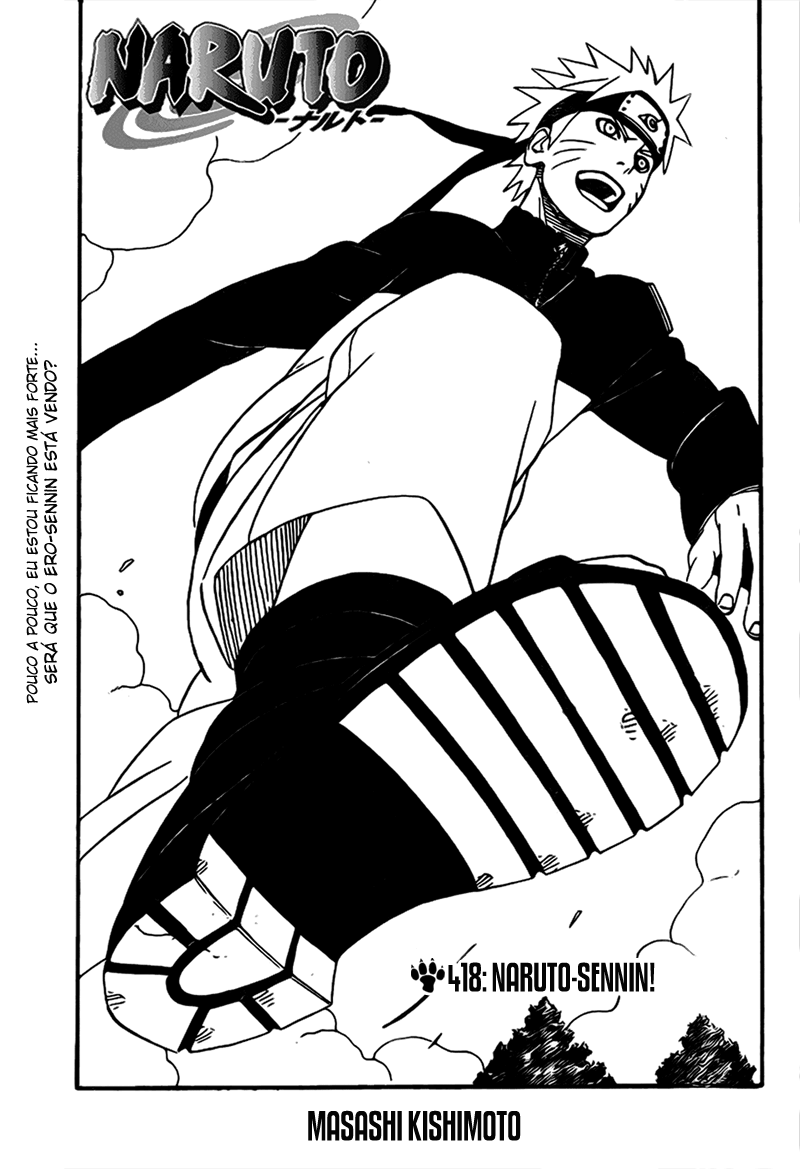 NARUTO
-ナルト-
POUCO A POUCO, EU ESTOU FICANDO MAIS FORTE...
SERÁ QUE O ERO-SENNIN ESTÁ VENDO?
418: NARUTO-SENNIN!
MASASHI KISHIMOTO